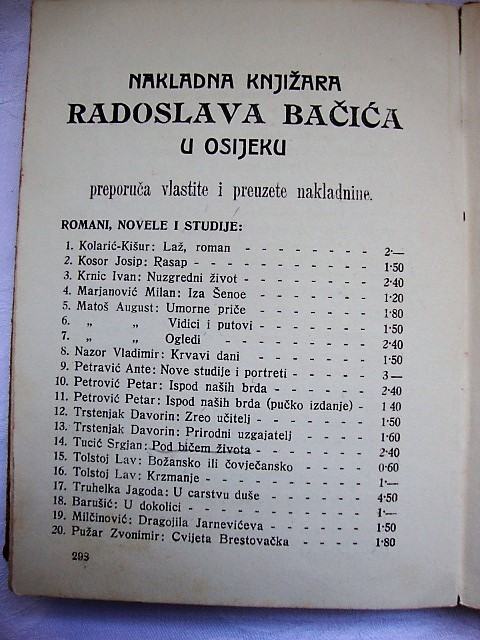 NAKLADNA KNJIŽARA
RADOSLAVA BAČIĆA
U OSIJEKU
preporuča vlastite i preuzete nakladnine.
ROMANI, NOVELE I STUDIJE:
1. Kolarić-Kišur: Laž, roman - - - - - - - - 2·—
2. Kosor Josip: Rasap - - - - - - - - - - 1·50
3. Krnic Ivan: Nuzgredni život - - - - - - - 2·40
4. Marjanović Milan: Iza Šenoe - - - - - - - 1·20
5. Matoš August: Umorne priče - - - - - - - 1·80
6. „ „ Vidici i putovi - - - - - - 1·50
7. „ „ Ogledi - - - - - - - - 2·40
8. Nazor Vladimir: Krvavi dani - - - - - - - 1·50
9. Petravić Ante: Nove studije i portreti - - - - 3—
10. Petrović Petar: Ispod naših brda - - - - - - 2·40
11. Petrović Petar: Ispod naših brda (pučko izdanje) - 1 40
12. Trstenjak Davorin: Zreo učitelj - - - - - - 1·50
13. Trstenjak Davorin: Prirodni uzgajatelj - - - - 1·60
14. Tucić Srgjan: Pod bičem života - - - - - - 2·40
15. Tolstoj Lav: Božansko ili čovječansko - - - - 0·60
16. Tolstoj Lav: Krzmanje - - - - - - - - - 1·—
17. Truhelka Jagoda: U carstvu duše - - - - - - 4·50
18. Barušić: U dokolici - - - - - - - - - - 1·—
19. Milčinović: Dragojila Jarnevićeva - - - - - 1·50
20. Pužar Zvonimir: Cvijeta Brestovačka - - - - 1·80
293